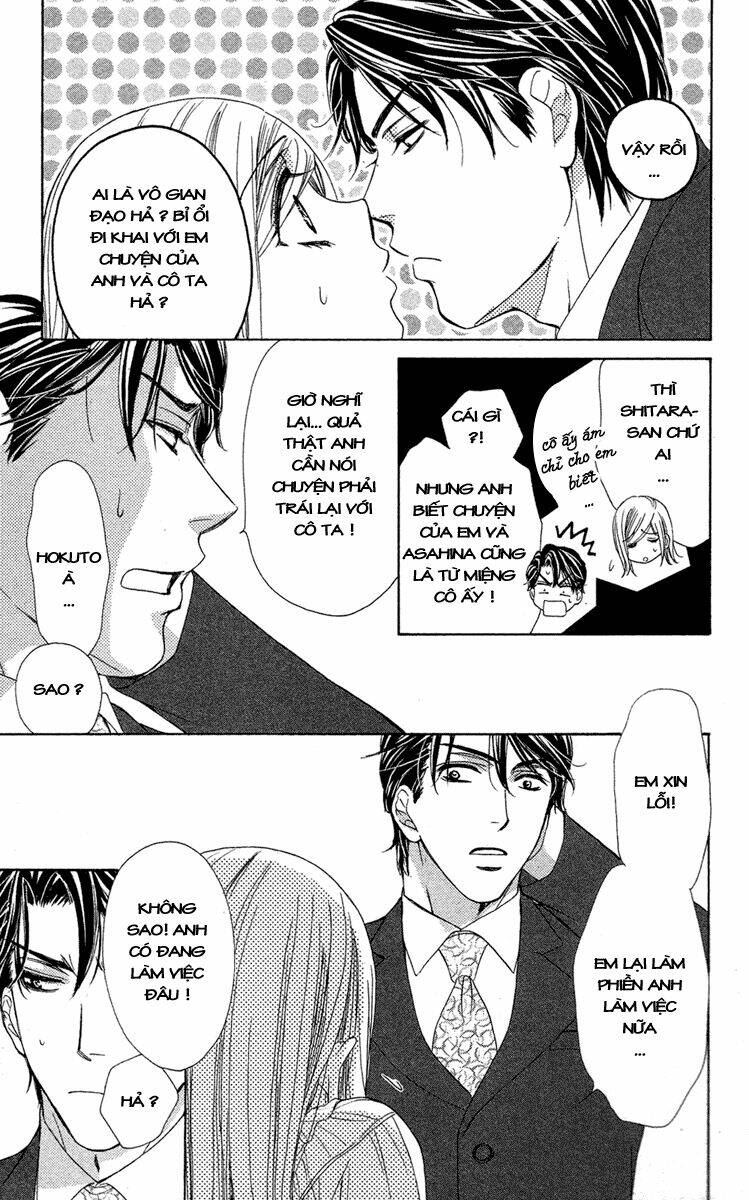 VẬY RỒI
...
AI LÀ VÔ GIAN
ĐẠO HẢ ? BỈ ỔI
ĐI KHAI VỚI EM
CHUYỆN CỦA
ANH VÀ CÔ TA
HẢ ?
THÌ
SHITARA-
SAN CHỨ
AI
...
cô ấy ám
chỉ cho em
biết
...
CÁI GÌ
?!
NHƯNG ANH
BIẾT CHUYỆN
CỦA EM VÀ
ASAHINA CŨNG
LÀ TỪ MIỆNG
CÔ ẤY !
GIỜ NGHĨ
LẠI... QUẢ
THẬT ANH
CẦN NÓI
CHUYỆN PHẢI
TRÁI LẠI VỚI
CÔ TA !
HOKUTO
À
...
SAO ?
EM XIN
LỖI!
EM LẠI LÀM
PHIỀN ANH
LÀM VIỆC
NỮA
...
KHÔNG
SAO! ANH
CÓ ĐANG
LÀM VIỆC
ĐÂU !
HẢ ?